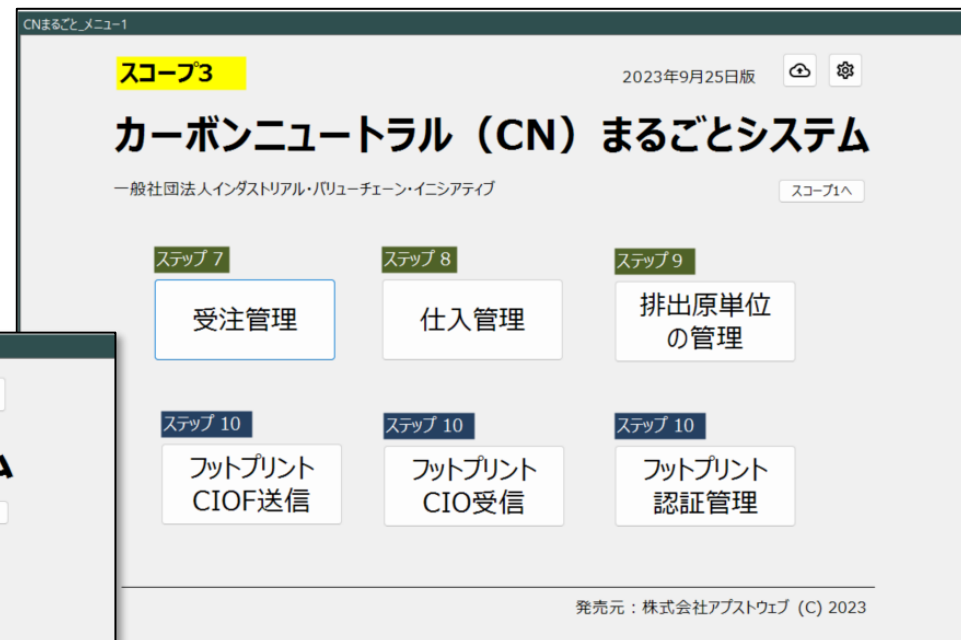 CNまるごと_メニュー1
スコープ3
2023年9月25日版
カーボンニュートラル（CN）まるごとシステム
一般社団法人インダストリアル・バリューチェーン・イニシアティブ
スコープ1へ
ステップ 7
ステップ 8
ステップ 9
受注管理
仕入管理
排出原単位
の管理
ステップ 10
ステップ 10
ステップ 10
フットプリント
CIOF送信
フットプリント
CIO受信
フットプリント
認証管理
ム
発売元：株式会社アプストウェブ (C) 2023